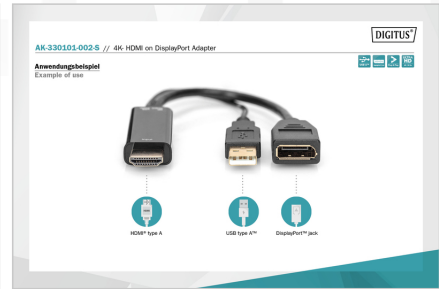 DIGITUS®
AK-330101-002-S // 4K- HDMI on DisplayPort Adapter
Anwendungsbeispiel
Example of use
HDMI® type A
USB type A™
DisplayPort™ jack